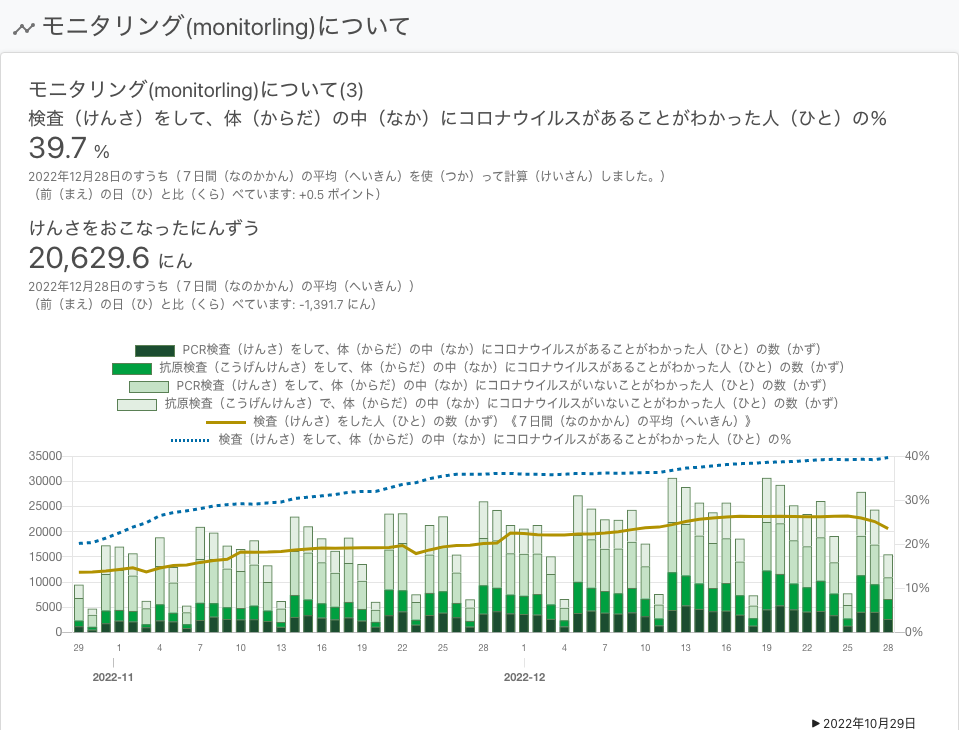 モニタリング(monitorling)について
モニタリング(monitorling)について(3)
検査（けんさ）をして、体（からだ）の中（なか）にコロナウイルスがあることがわかった人（ひと）の%
39.7 %
2022年12月28日のすうち（７日間（なのかかん）の平均（へいきん）を使（つか）って計算（けいさん）しました。）
（前（まえ）の日（ひ）と比（くら）べています: +0.5 ポイント）
けんさをおこなったにんずう
20,629.6 にん
2022年12月28日のすうち（７日間（なのかかん）の平均（へいきん））
（前（まえ）の日（ひ）と比（くら）べています: -1,391.7 にん）
PCR検査（けんさ）をして、体（からだ）の中（なか）にコロナウイルスがあることがわかった人（ひと）の数（かず）
抗原検査（こうげんけんさ）をして、体（からだ）の中（なか）にコロナウイルスがあることがわかった人（ひと）の数（かず）
PCR検査（けんさ）をして、体（からだ）の中（なか）にコロナウイルスがいないことがわかった人（ひと）の数（かず）
抗原検査（こうげんけんさ）で、体（からだ）の中（なか）にコロナウイルスがいないことがわかった人（ひと）の数（かず）
検査（けんさ）をした人（ひと）の数（かず）《７日間（なのかかん）の平均（へいきん）》
検査（けんさ）をして、体（からだ）の中（なか）にコロナウイルスがあることがわかった人（ひと）の%
35000 40%
30000
25000 30%
20000
15000 20%
10000 10%
5000
0 0%
29 1 4 7 10 13 16 19 22 25 28 1 4 7 10 13 16 19 22 25 28
2022-11 2022-12
▶2022年10月29日